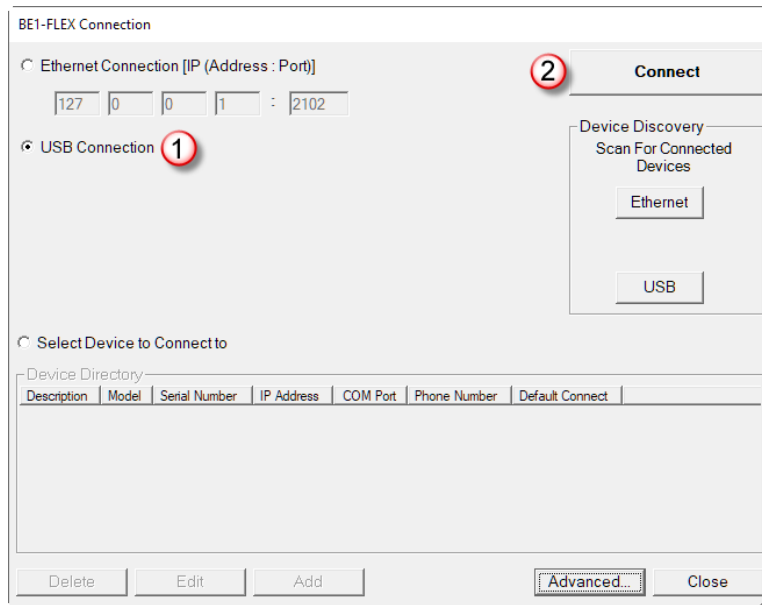 BE1-FLEX Connection
Ethernet Connection [IP (Address : Port)]
127 0 0 1 : 2102
2 Connect
USB Connection 1
Device Discovery
Scan For Connected
Devices
Ethernet
USB
Select Device to Connect to
Device Directory
Description Model Serial Number IP Address COM Port Phone Number Default Connect
Delete Edit Add Advanced... Close